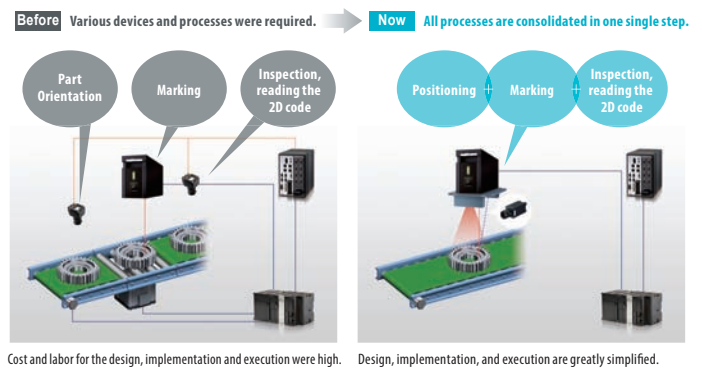 Before Various devices and processes were required.
Now All processes are consolidated in one single step.
Part
Orientation
Marking
Inspection,
reading the
2D code
Positioning + Marking + Inspection,
reading the
2D code
Cost and labor for the design, implementation and execution were high.
Design, implementation, and execution are greatly simplified.